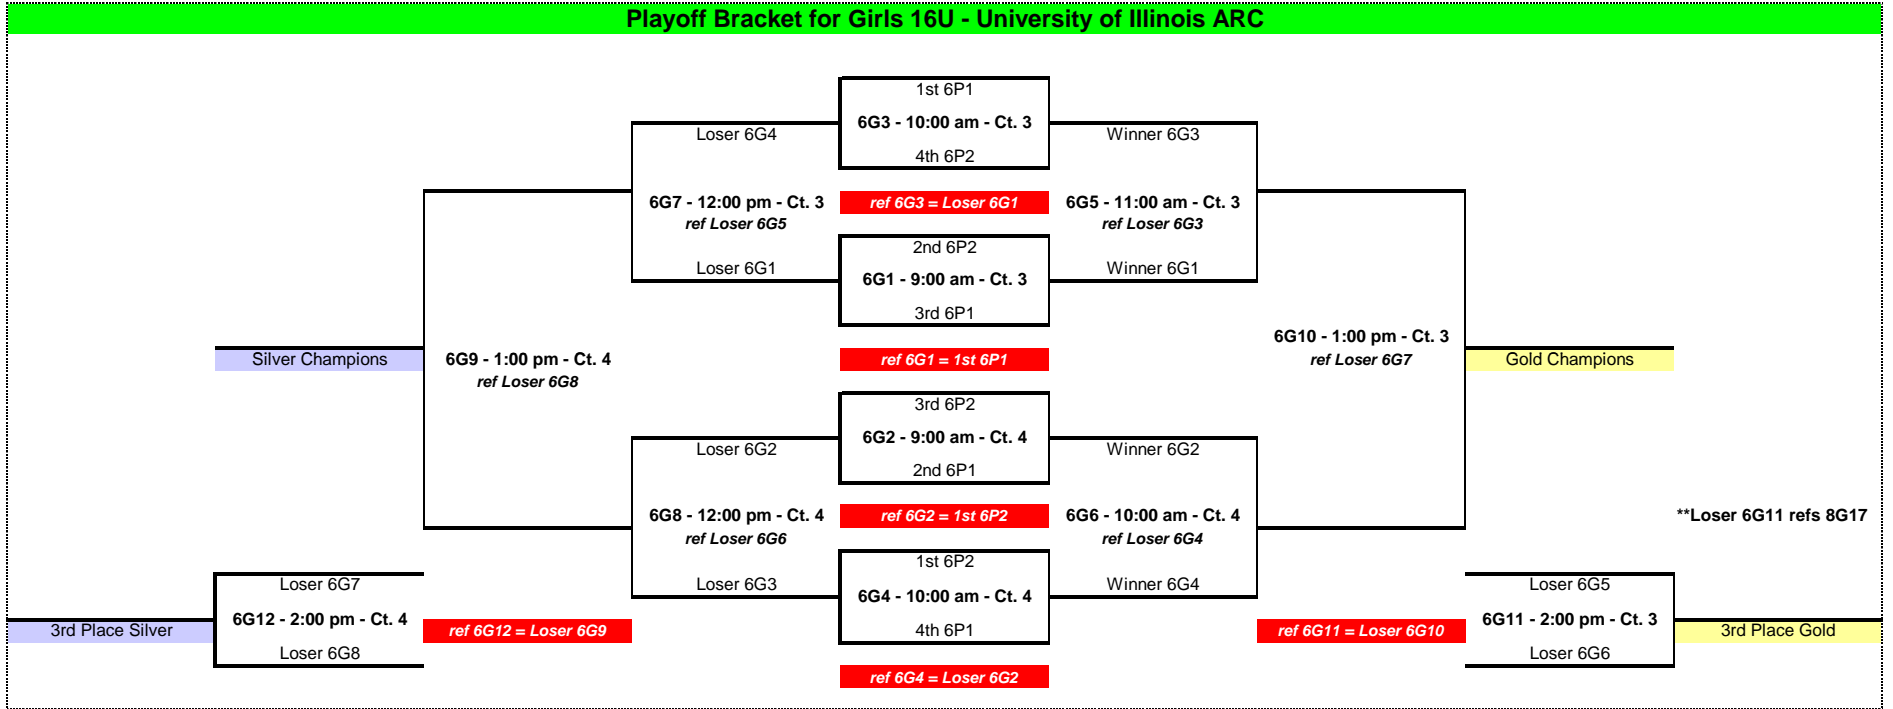 Playoff Bracket for Girls 16U - University of Illinois ARC
1st 6P1
6G3 - 10:00 am - Ct. 3
Loser 6G4
Winner 6G3
4th 6P2
6G7 - 12:00 pm - Ct. 3
ref 6G3 = Loser 6G1
6G5 - 11:00 am - Ct. 3
ref Loser 6G5
ref Loser 6G3
2nd 6P2
Loser 6G1
6G1 - 9:00 am - Ct. 3
Winner 6G1
3rd 6P1
6G10 - 1:00 pm - Ct. 3
Silver Champions
6G9 - 1:00 pm - Ct. 4
ref 6G1 = 1st 6P1
ref Loser 6G7
Gold Champions
ref Loser 6G8
3rd 6P2
6G2 - 9:00 am - Ct. 4
Loser 6G2
Winner 6G2
2nd 6P1
6G8 - 12:00 pm - Ct. 4
ref 6G2 = 1st 6P2
6G6 - 10:00 am - Ct. 4
**Loser 6G11 refs 8G17
ref Loser 6G6
ref Loser 6G4
1st 6P2
Loser 6G7
Loser 6G3
Winner 6G4
Loser 6G5
6G4 - 10:00 am - Ct. 4
6G12 - 2:00 pm - Ct. 4
6G11 - 2:00 pm - Ct. 3
3rd Place Silver
ref 6G12 = Loser 6G9
4th 6P1
ref 6G11 = Loser 6G10
3rd Place Gold
Loser 6G8
Loser 6G6
ref 6G4 = Loser 6G2